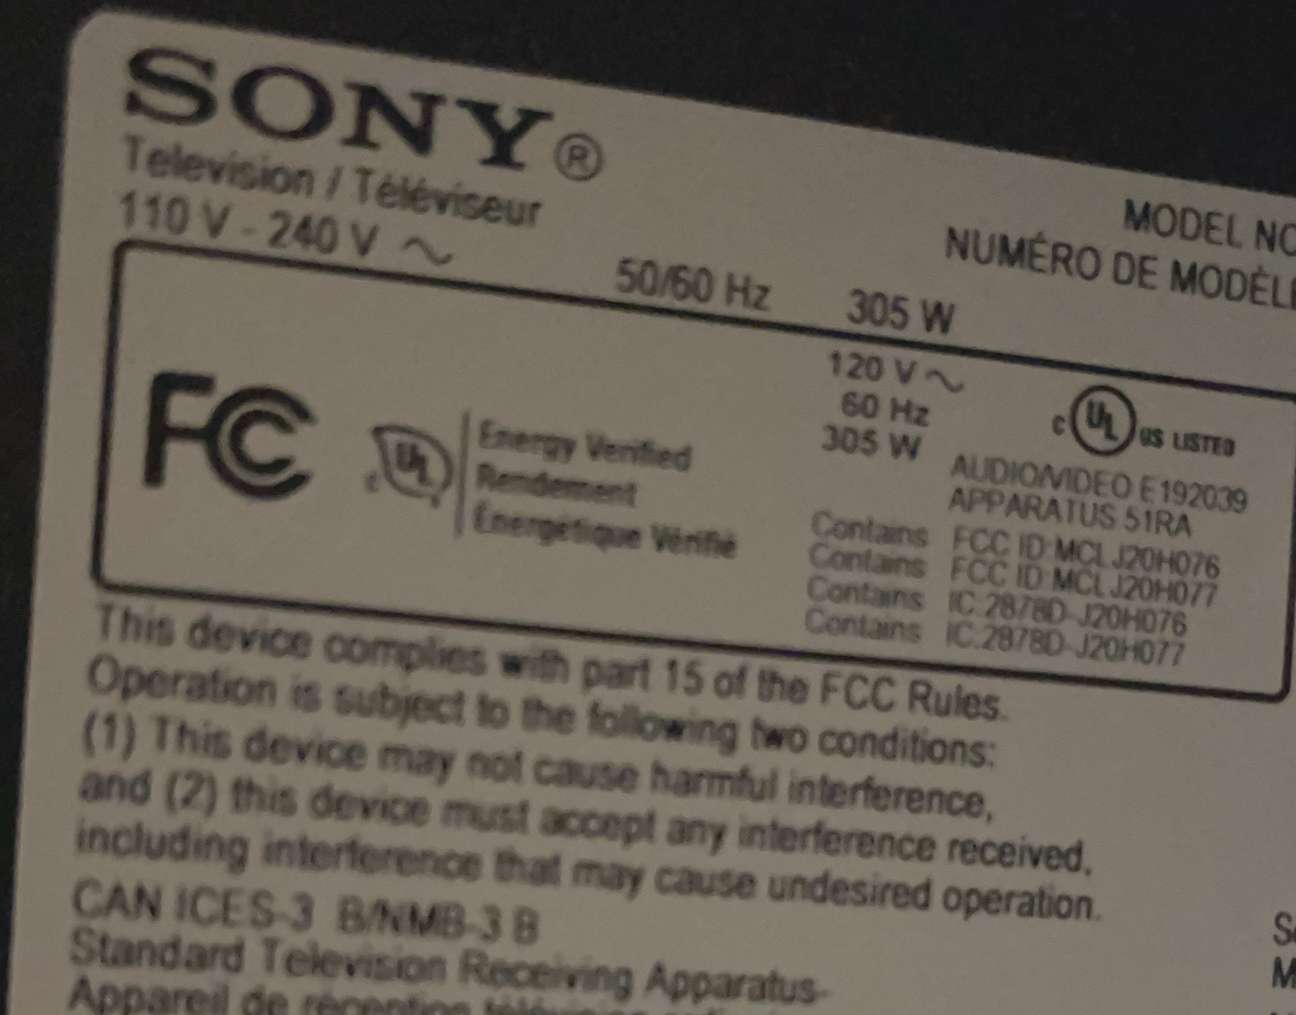 SONY®
Television / Téléviseur
110 V - 240 V ~ 50/60 Hz 305 W
MODEL NO
NUMÉRO DE MODÈL
120 V ~
60 Hz
305 W
FC
c UL
Energy Verified
Rendement
Énergétique Vérifié
c UL US LISTED
AUDIO/VIDEO E192039
APPARATUS 51RA
Contains FCC ID:MCLJ20H076
Contains FCC ID:MCLJ20H077
Contains IC:2878D-J20H076
Contains IC:2878D-J20H077
This device complies with part 15 of the FCC Rules.
Operation is subject to the following two conditions:
(1) This device may not cause harmful interference,
and (2) this device must accept any interference received,
including interference that may cause undesired operation.
CAN ICES-3 B/NMB-3 B
Standard Television Receiving Apparatus-
Appareil de réception